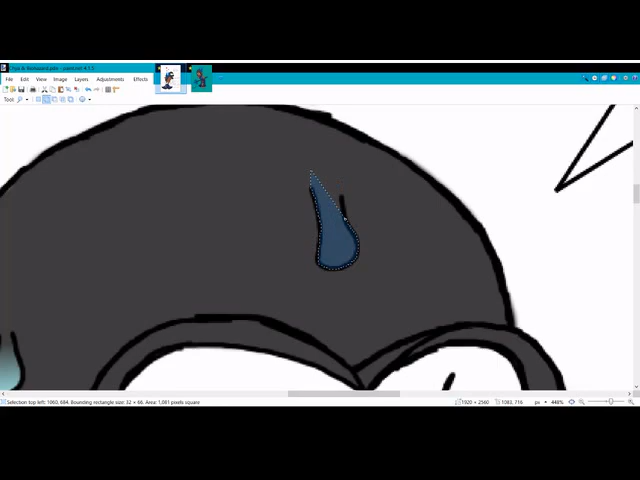 File Edit View Image Layers Adjustments Effects
Tool:
Selection top left: 1060, 684. Bounding rectangle size: 32 × 66. Area: 1,081 pixels square
1920 × 2560
1083, 716
px
448%